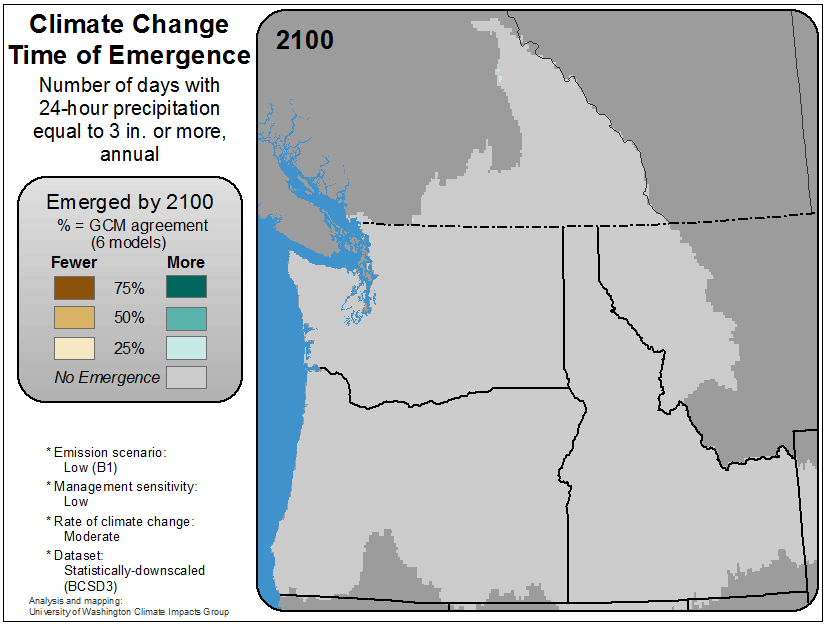 Climate Change
Time of Emergence
Number of days with
24-hour precipitation
equal to 3 in. or more,
annual
2100
Emerged by 2100
% = GCM agreement
(6 models)
Fewer More
75%
50%
25%
No Emergence
* Emission scenario:
Low (B1)
* Management sensitivity:
Low
* Rate of climate change:
Moderate
* Dataset:
Statistically-downscaled
(BCSD3)
Analysis and mapping:
University of Washington Climate Impacts Group